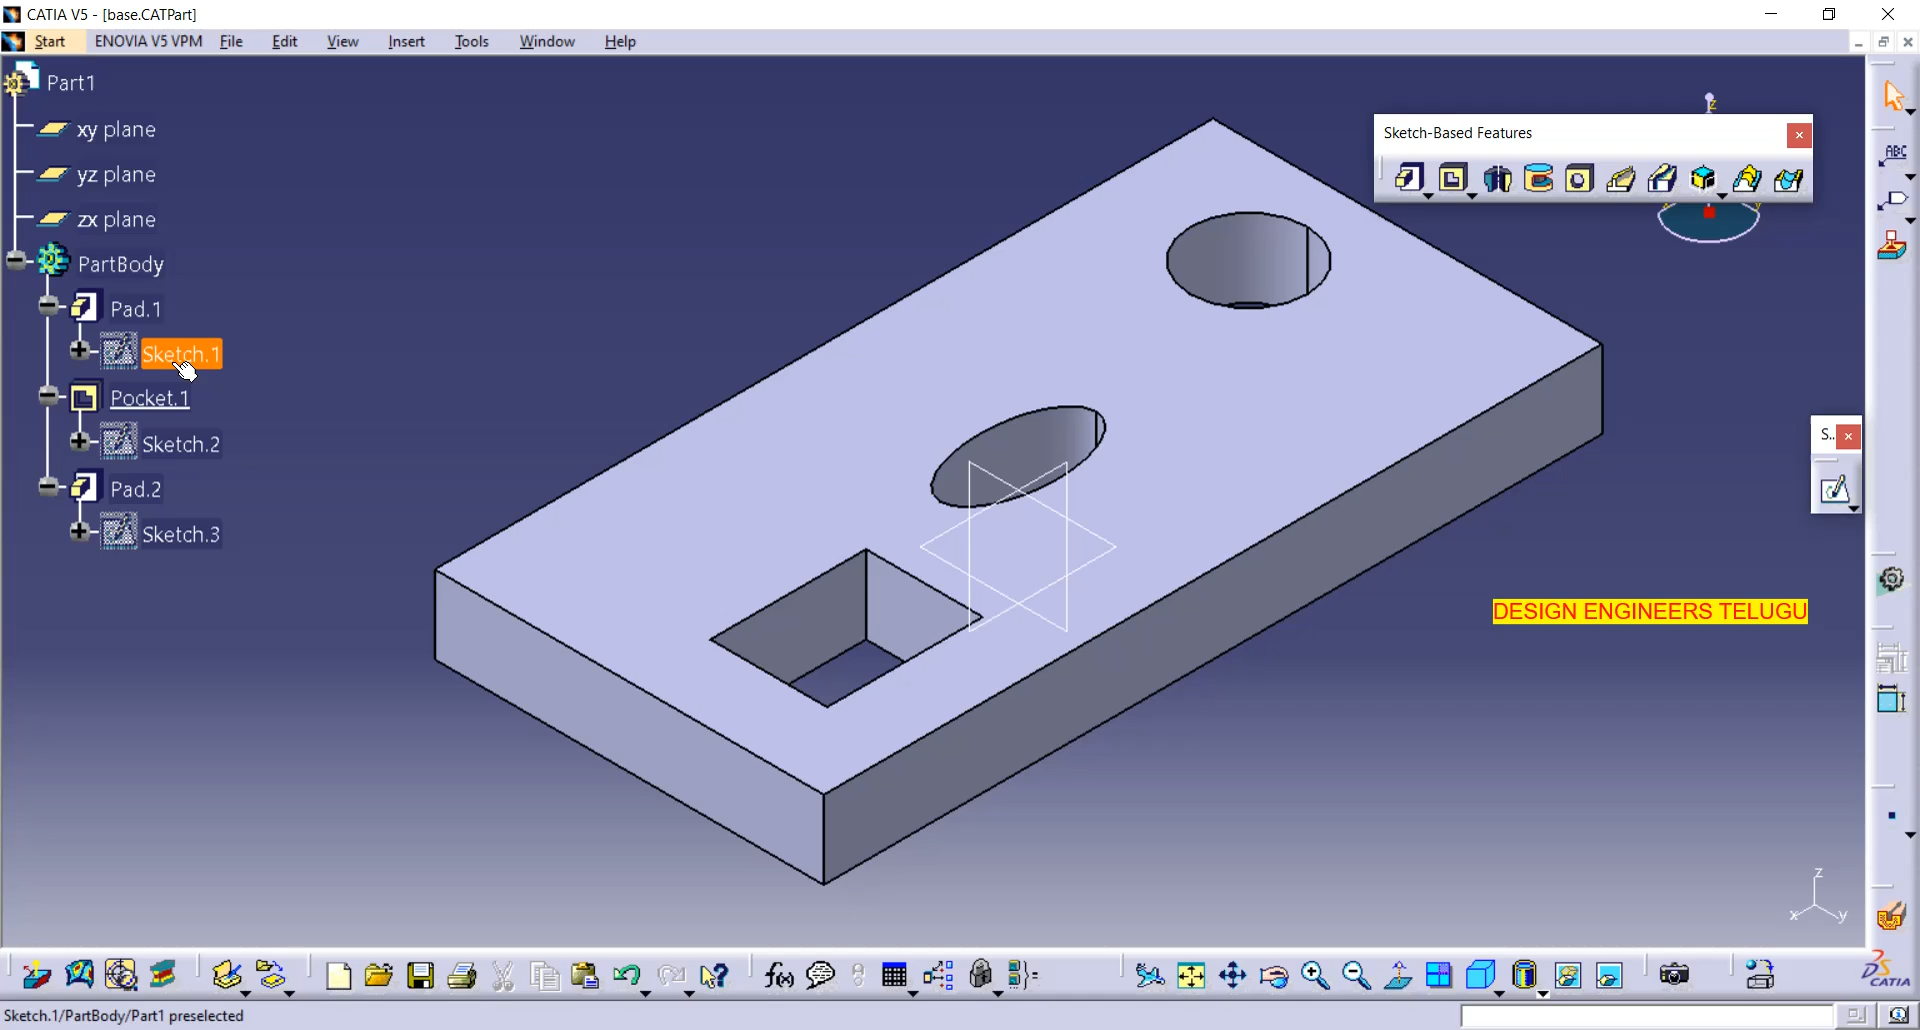 CATIA V5 - [base.CATPart]
Start ENOVIA V5 VPM File Edit View Insert Tools Window Help
Part1
xy plane
yz plane
zx plane
PartBody
Pad.1
Sketch.1
Pocket.1
Sketch.2
Pad.2
Sketch.3
z
Sketch-Based Features
ABC
S..
DESIGN ENGINEERS TELUGU
z
x y
f(x)
CATIA
Sketch.1/PartBody/Part1 preselected